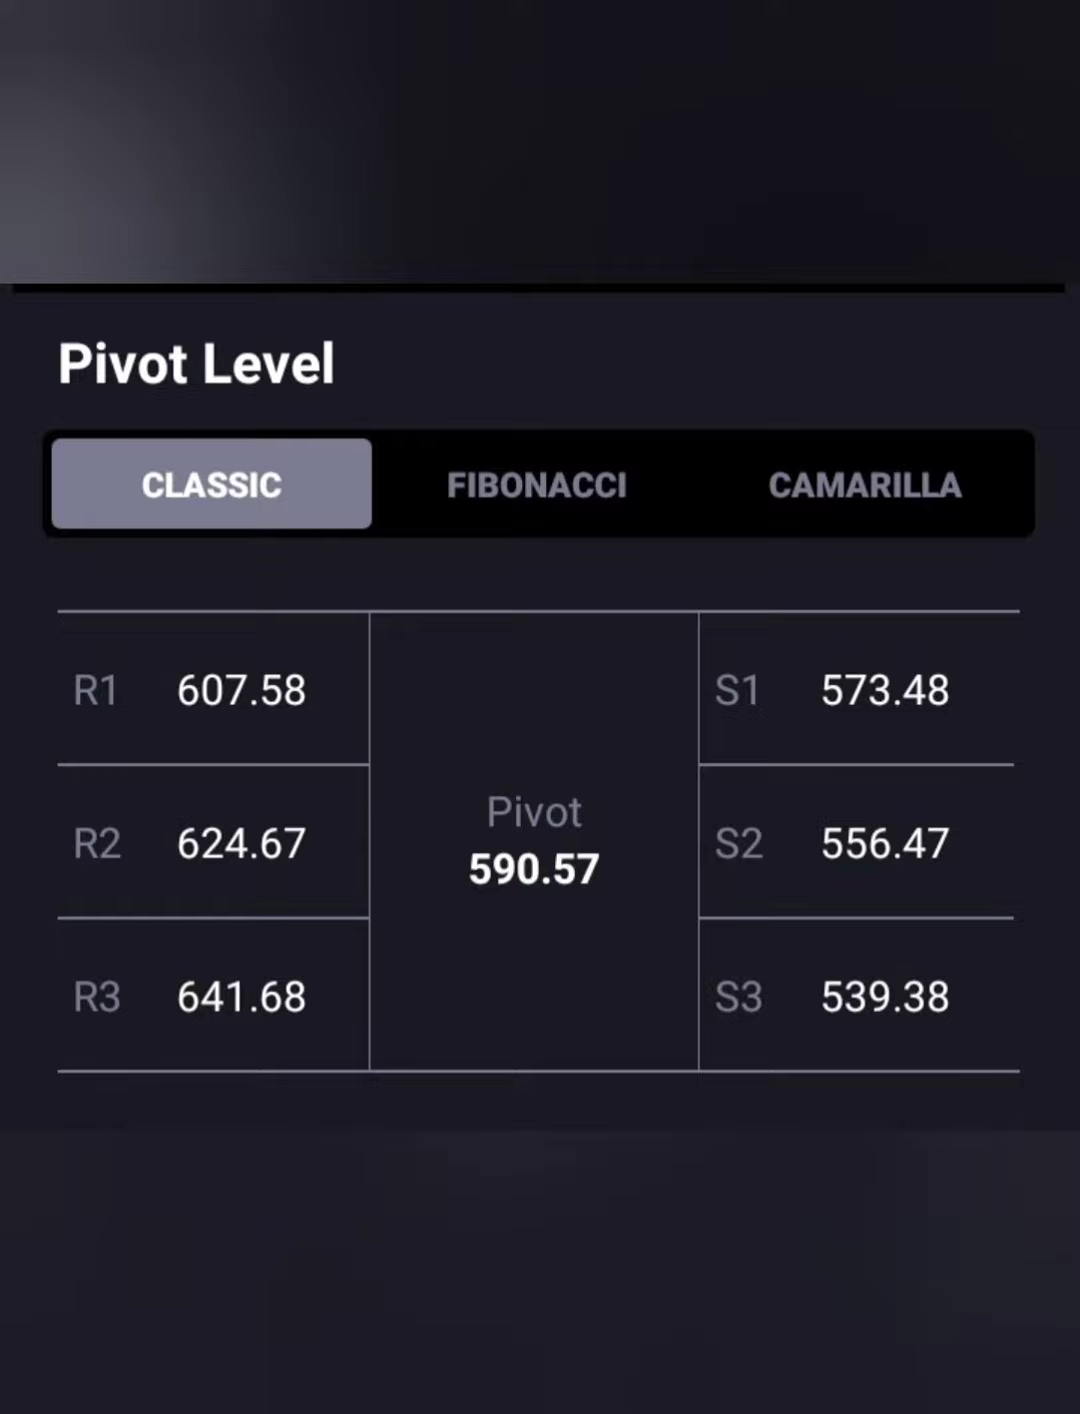 Pivot Level
CLASSIC FIBONACCI CAMARILLA
R1 607.58
R2 624.67
R3 641.68
Pivot
590.57
S1 573.48
S2 556.47
S3 539.38